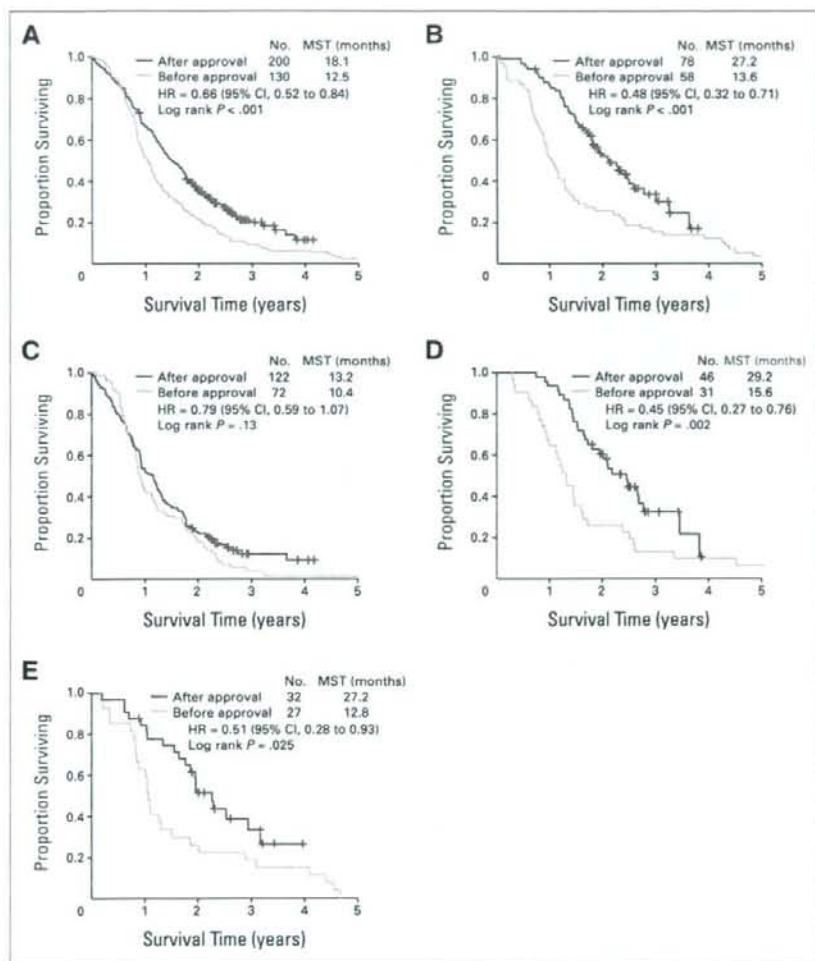 A
No. MST (months)
After approval 200 18.1
Before approval 130 12.5
HR = 0.66 (95% CI, 0.52 to 0.84)
Log rank P < .001
1.0
0.8
0.6
0.4
0.2
Proportion Surviving
0 1 2 3 4 5
Survival Time (years)
B
No. MST (months)
After approval 78 27.2
Before approval 58 13.6
HR = 0.48 (95% CI, 0.32 to 0.71)
Log rank P < .001
1.0
0.8
0.6
0.4
0.2
Proportion Surviving
0 1 2 3 4 5
Survival Time (years)
C
No. MST (months)
After approval 122 13.2
Before approval 72 10.4
HR = 0.79 (95% CI, 0.59 to 1.07)
Log rank P = .13
1.0
0.8
0.6
0.4
0.2
Proportion Surviving
0 1 2 3 4 5
Survival Time (years)
D
No. MST (months)
After approval 46 29.2
Before approval 31 15.6
HR = 0.45 (95% CI, 0.27 to 0.76)
Log rank P = .002
1.0
0.8
0.6
0.4
0.2
Proportion Surviving
0 1 2 3 4 5
Survival Time (years)
E
No. MST (months)
After approval 32 27.2
Before approval 27 12.8
HR = 0.51 (95% CI, 0.28 to 0.93)
Log rank P = .025
1.0
0.8
0.6
0.4
0.2
Proportion Surviving
0 1 2 3 4 5
Survival Time (years)